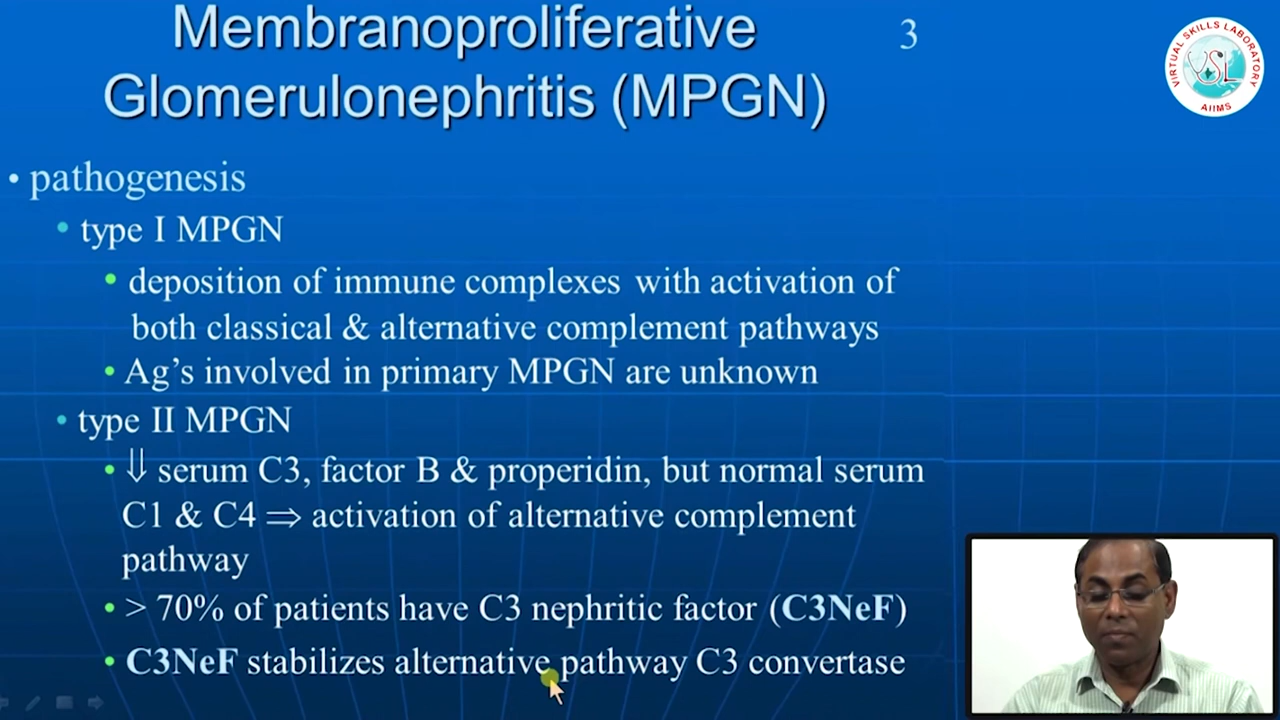 Membranoproliferative
Glomerulonephritis (MPGN)
3
VIRTUAL SKILLS LABORATORY
VSL
AIIMS
• pathogenesis
• type I MPGN
• deposition of immune complexes with activation of
both classical & alternative complement pathways
• Ag’s involved in primary MPGN are unknown
• type II MPGN
• ⇓ serum C3, factor B & properidin, but normal serum
C1 & C4 ⇒ activation of alternative complement
pathway
• > 70% of patients have C3 nephritic factor (C3NeF)
• C3NeF stabilizes alternative pathway C3 convertase